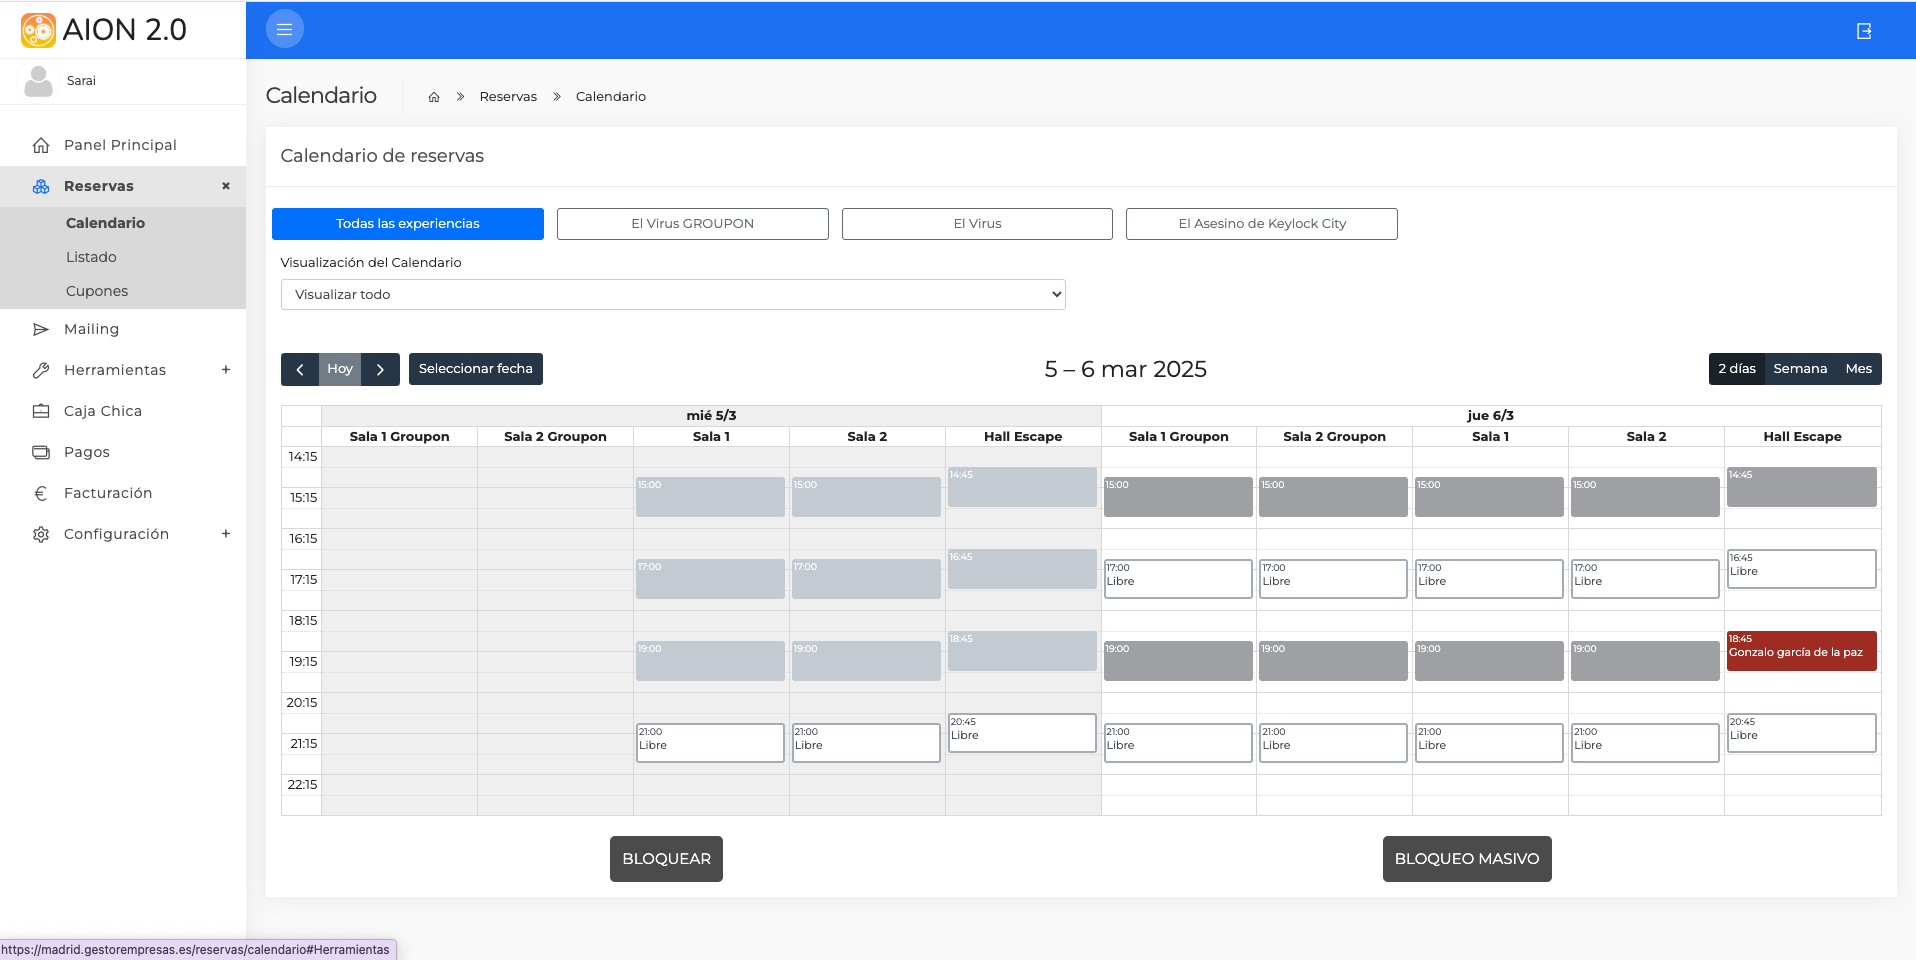 AION 2.0
Sarai
Panel Principal
Reservas
Calendario
Listado
Cupones
Mailing
Herramientas +
Caja Chica
Pagos
Facturación
Configuración +
Calendario
Reservas
Calendario
Calendario de reservas
Todas las experiencias
El Virus GROUPON
El Virus
El Asesino de Keylock City
Visualización del Calendario
Visualizar todo
Hoy
Seleccionar fecha
5 – 6 mar 2025
2 días
Semana
Mes
mié 5/3
jue 6/3
Sala 1 Groupon
Sala 2 Groupon
Sala 1
Sala 2
Hall Escape
Sala 1 Groupon
Sala 2 Groupon
Sala 1
Sala 2
Hall Escape
14:15
14:45
14:45
15:00
15:00
15:00
15:00
15:00
15:00
15:15
16:15
16:45
16:45
Libre
17:00
17:00
17:00
Libre
17:00
Libre
17:00
Libre
17:00
Libre
17:15
18:15
18:45
18:45
Gonzalo garcía de la paz
19:00
19:00
19:00
19:00
19:00
19:00
19:15
20:15
20:45
Libre
20:45
Libre
21:00
Libre
21:00
Libre
21:00
Libre
21:00
Libre
21:00
Libre
21:00
Libre
21:15
22:15
BLOQUEAR
BLOQUEO MASIVO
https://madrid.gestorempresas.es/reservas/calendario#Herramientas